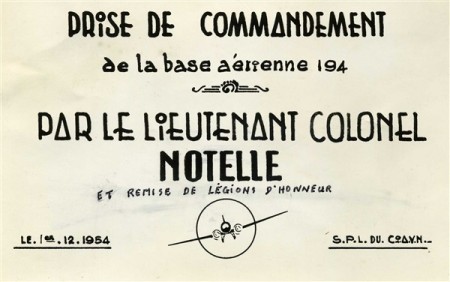 PRISE DE COMMANDEMENT
de la base aérienne 194
PAR LE LIEUTENANT COLONEL
NOTELLE
ET REMISE DE LÉGIONS D'HONNEUR
LE. 1er. 12. 1954
S.P.L. DU.